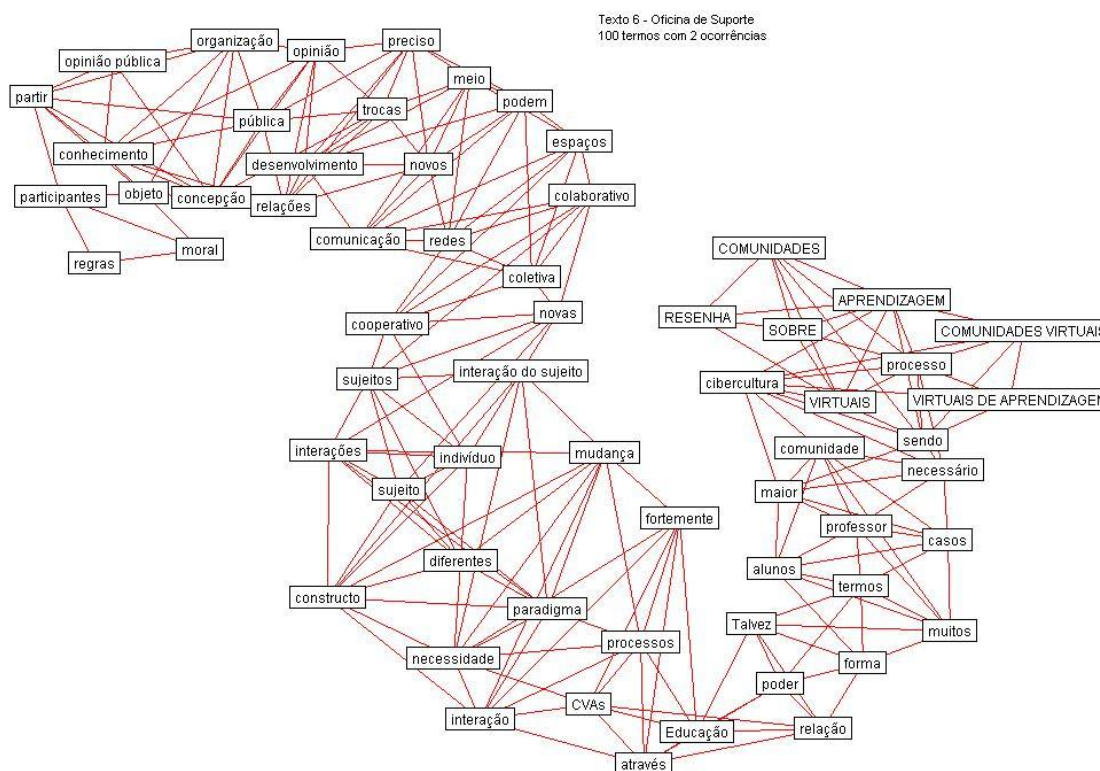 Texto 6 - Oficina de Suporte
100 termos com 2 ocorrências
organização
preciso
opinião
opinião pública
meio
partir
podem
trocas
pública
espaços
conhecimento
desenvolvimento
novos
participantes
objeto
concepção
relações
colaborativo
comunicação
redes
moral
regras
COMUNIDADES
coletiva
APRENDIZAGEM
RESENHA
SOBRE
COMUNIDADES VIRTUAIS
cooperativo
novas
processo
interação do sujeito
sujeitos
cibercultura
VIRTUAIS
VIRTUAIS DE APRENDIZAGEM
sendo
interações
indivíduo
mudança
comunidade
necessário
sujeito
maior
fortemente
professor
casos
diferentes
alunos
termos
constructo
paradigma
Talvez
muitos
processos
necessidade
forma
poder
CVAs
interação
Educação
relação
através